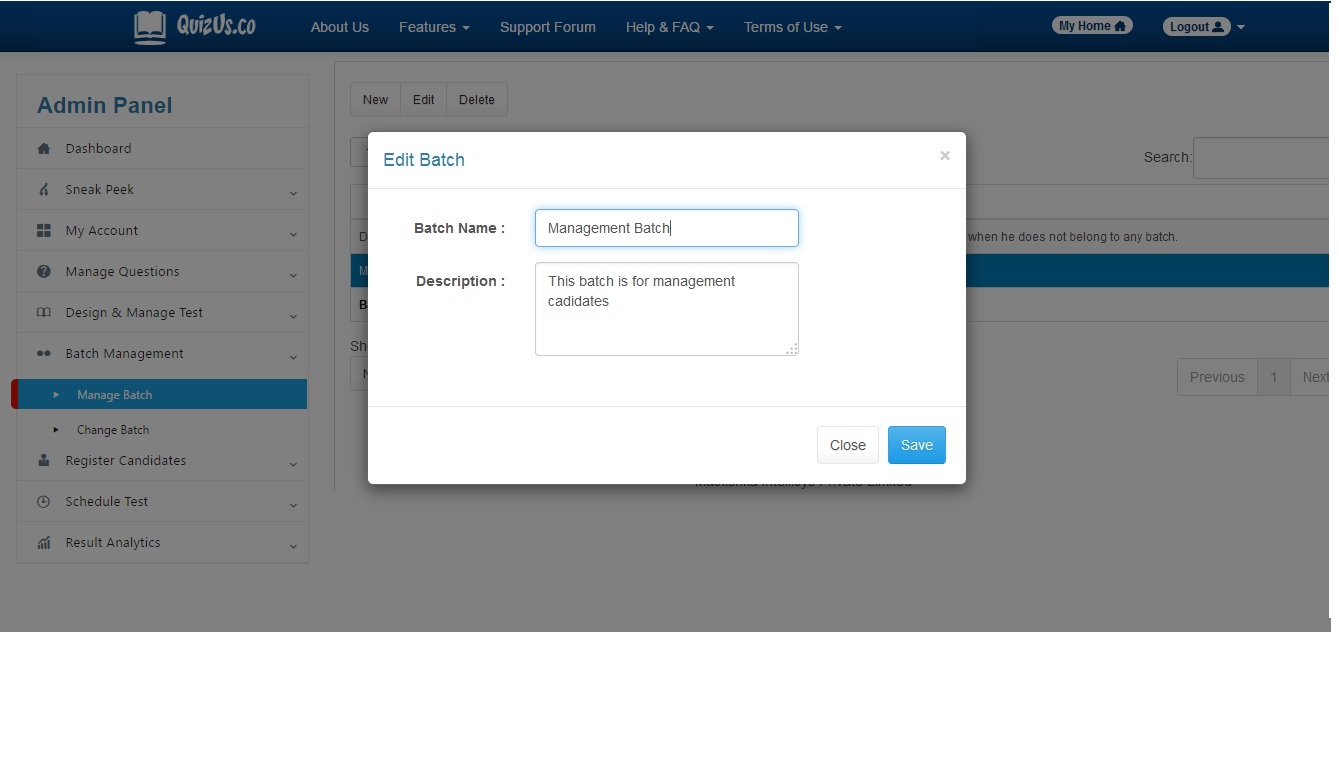 QuizUs.co
About Us
Features
Support Forum
Help & FAQ
Terms of Use
My Home
Logout
Admin Panel
Dashboard
Sneak Peek
My Account
Manage Questions
Design & Manage Test
Batch Management
Manage Batch
Change Batch
Register Candidates
Schedule Test
Result Analytics
New
Edit
Delete
Search:
when he does not belong to any batch.
Previous
1
Next
Edit Batch
×
Batch Name :
Management Batch
Description :
This batch is for management
cadidates
Close
Save
Private Limited